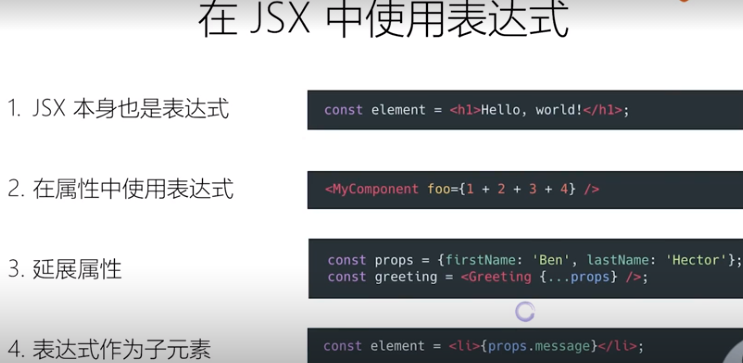 在 JSX 中使用表达式
1. JSX 本身也是表达式
const element = <h1>Hello, world!</h1>;
2. 在属性中使用表达式
<MyComponent foo={1 + 2 + 3 + 4} />
3. 延展属性
const props = {firstName: 'Ben', lastName: 'Hector'};
const greeting = <Greeting {...props} />;
4. 表达式作为子元素
const element = <li>{props.message}</li>;